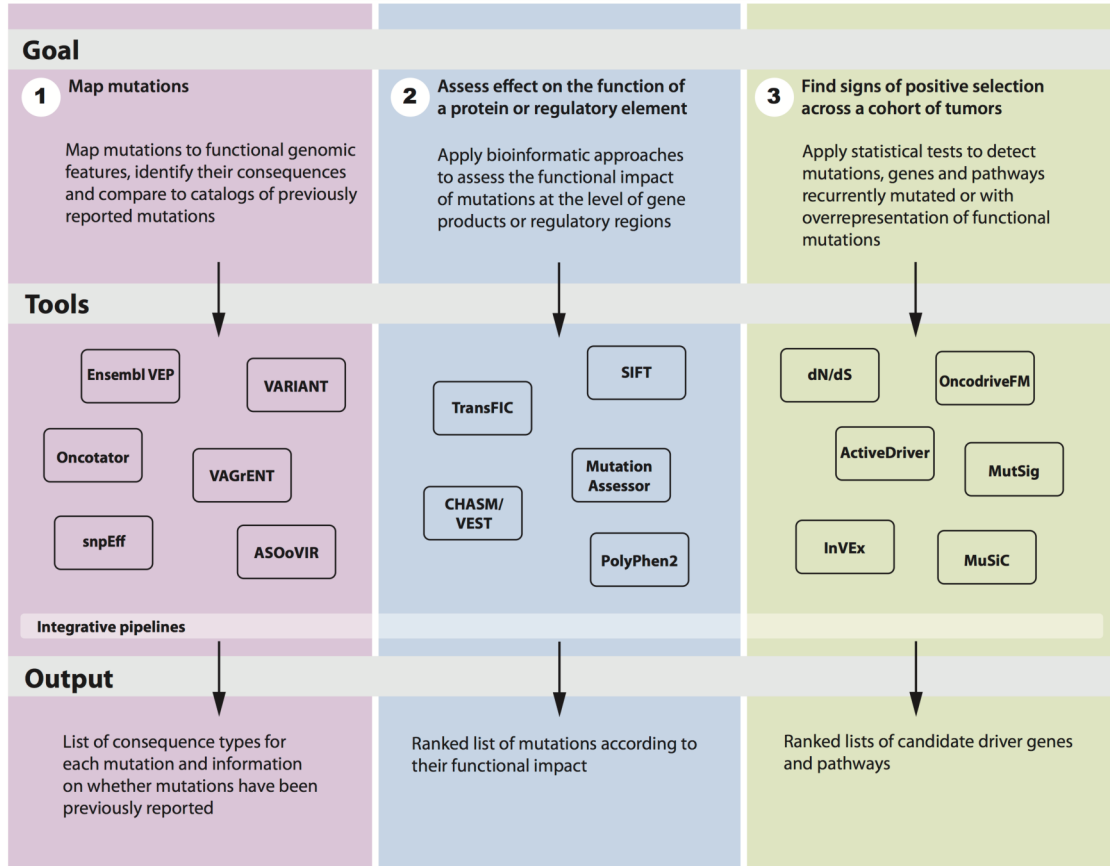 Goal
1 Map mutations
Map mutations to functional genomic
features, identify their consequences
and compare to catalogs of previously
reported mutations
2 Assess effect on the function of
a protein or regulatory element
Apply bioinformatic approaches
to assess the functional impact
of mutations at the level of gene
products or regulatory regions
3 Find signs of positive selection
across a cohort of tumors
Apply statistical tests to detect
mutations, genes and pathways
recurrently mutated or with
overrepresentation of functional
mutations
Tools
Ensembl VEP
VARIANT
Oncotator
VAGrENT
snpEff
ASOoVIR
SIFT
TransFIC
Mutation
Assessor
CHASM/
VEST
PolyPhen2
dN/dS
OncodriveFM
ActiveDriver
MutSig
InVEx
MuSiC
Integrative pipelines
Output
List of consequence types for
each mutation and information
on whether mutations have been
previously reported
Ranked list of mutations according to
their functional impact
Ranked lists of candidate driver genes
and pathways